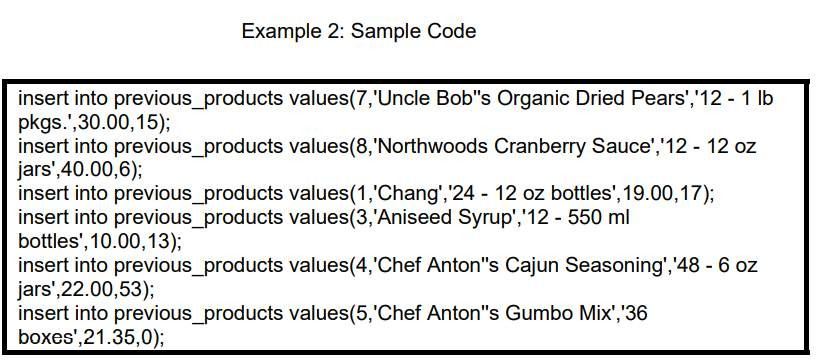 Example 2: Sample Code
insert into previous_products values(7,'Uncle Bob''s Organic Dried Pears','12 - 1 lb
pkgs.',30.00,15);
insert into previous_products values(8,'Northwoods Cranberry Sauce','12 - 12 oz
jars',40.00,6);
insert into previous_products values(1,'Chang','24 - 12 oz bottles',19.00,17);
insert into previous_products values(3,'Aniseed Syrup','12 - 550 ml
bottles',10.00,13);
insert into previous_products values(4,'Chef Anton''s Cajun Seasoning','48 - 6 oz
jars',22.00,53);
insert into previous_products values(5,'Chef Anton''s Gumbo Mix','36
boxes',21.35,0);